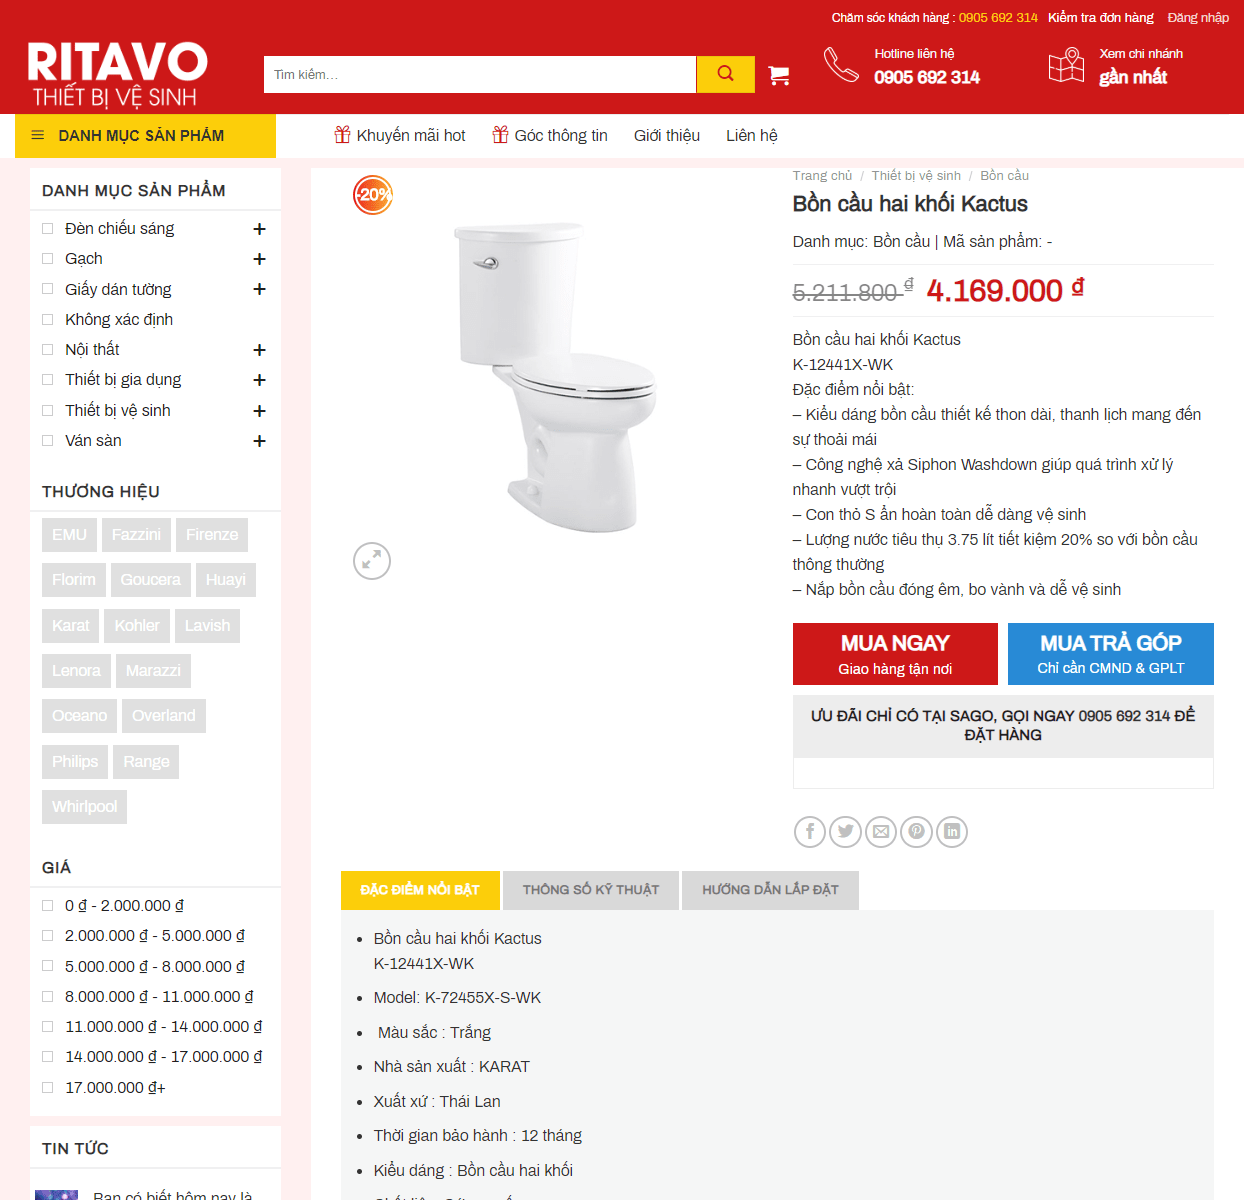 Chăm sóc khách hàng : 0905 692 314 Kiểm tra đơn hàng Đăng nhập
RITAVO
THIẾT BỊ VỆ SINH
Tìm kiếm...
Hotline liên hệ
0905 692 314
Xem chi nhánh
gần nhất
DANH MỤC SẢN PHẨM
Khuyến mãi hot
Góc thông tin
Giới thiệu
Liên hệ
DANH MỤC SẢN PHẨM
Đèn chiếu sáng +
Gạch +
Giấy dán tường +
Không xác định
Nội thất +
Thiết bị gia dụng +
Thiết bị vệ sinh +
Ván sàn +
THƯƠNG HIỆU
EMU Fazzini Firenze
Florim Goucera Huayi
Karat Kohler Lavish
Lenora Marazzi
Oceano Overland
Philips Range
Whirlpool
GIÁ
0 ₫ - 2.000.000 ₫
2.000.000 ₫ - 5.000.000 ₫
5.000.000 ₫ - 8.000.000 ₫
8.000.000 ₫ - 11.000.000 ₫
11.000.000 ₫ - 14.000.000 ₫
14.000.000 ₫ - 17.000.000 ₫
17.000.000 ₫+
TIN TỨC
Bạn có biết hôm nay là
-20%
Trang chủ / Thiết bị vệ sinh / Bồn cầu
Bồn cầu hai khối Kactus
Danh mục: Bồn cầu | Mã sản phẩm: -
5.211.800 ₫ 4.169.000 ₫
Bồn cầu hai khối Kactus
K-12441X-WK
Đặc điểm nổi bật:
– Kiểu dáng bồn cầu thiết kế thon dài, thanh lịch mang đến
sự thoải mái
– Công nghệ xả Siphon Washdown giúp quá trình xử lý
nhanh vượt trội
– Con thỏ S ẩn hoàn toàn dễ dàng vệ sinh
– Lượng nước tiêu thụ 3.75 lít tiết kiệm 20% so với bồn cầu
thông thường
– Nắp bồn cầu đóng êm, bo vành và dễ vệ sinh
MUA NGAY
Giao hàng tận nơi
MUA TRẢ GÓP
Chỉ cần CMND & GPLT
ƯU ĐÃI CHỈ CÓ TẠI SAGO, GỌI NGAY 0905 692 314 ĐỂ
ĐẶT HÀNG
ĐẶC ĐIỂM NỔI BẬT
THÔNG SỐ KỸ THUẬT
HƯỚNG DẪN LẮP ĐẶT
• Bồn cầu hai khối Kactus
K-12441X-WK
• Model: K-72455X-S-WK
• Màu sắc : Trắng
• Nhà sản xuất : KARAT
• Xuất xứ : Thái Lan
• Thời gian bảo hành : 12 tháng
• Kiểu dáng : Bồn cầu hai khối